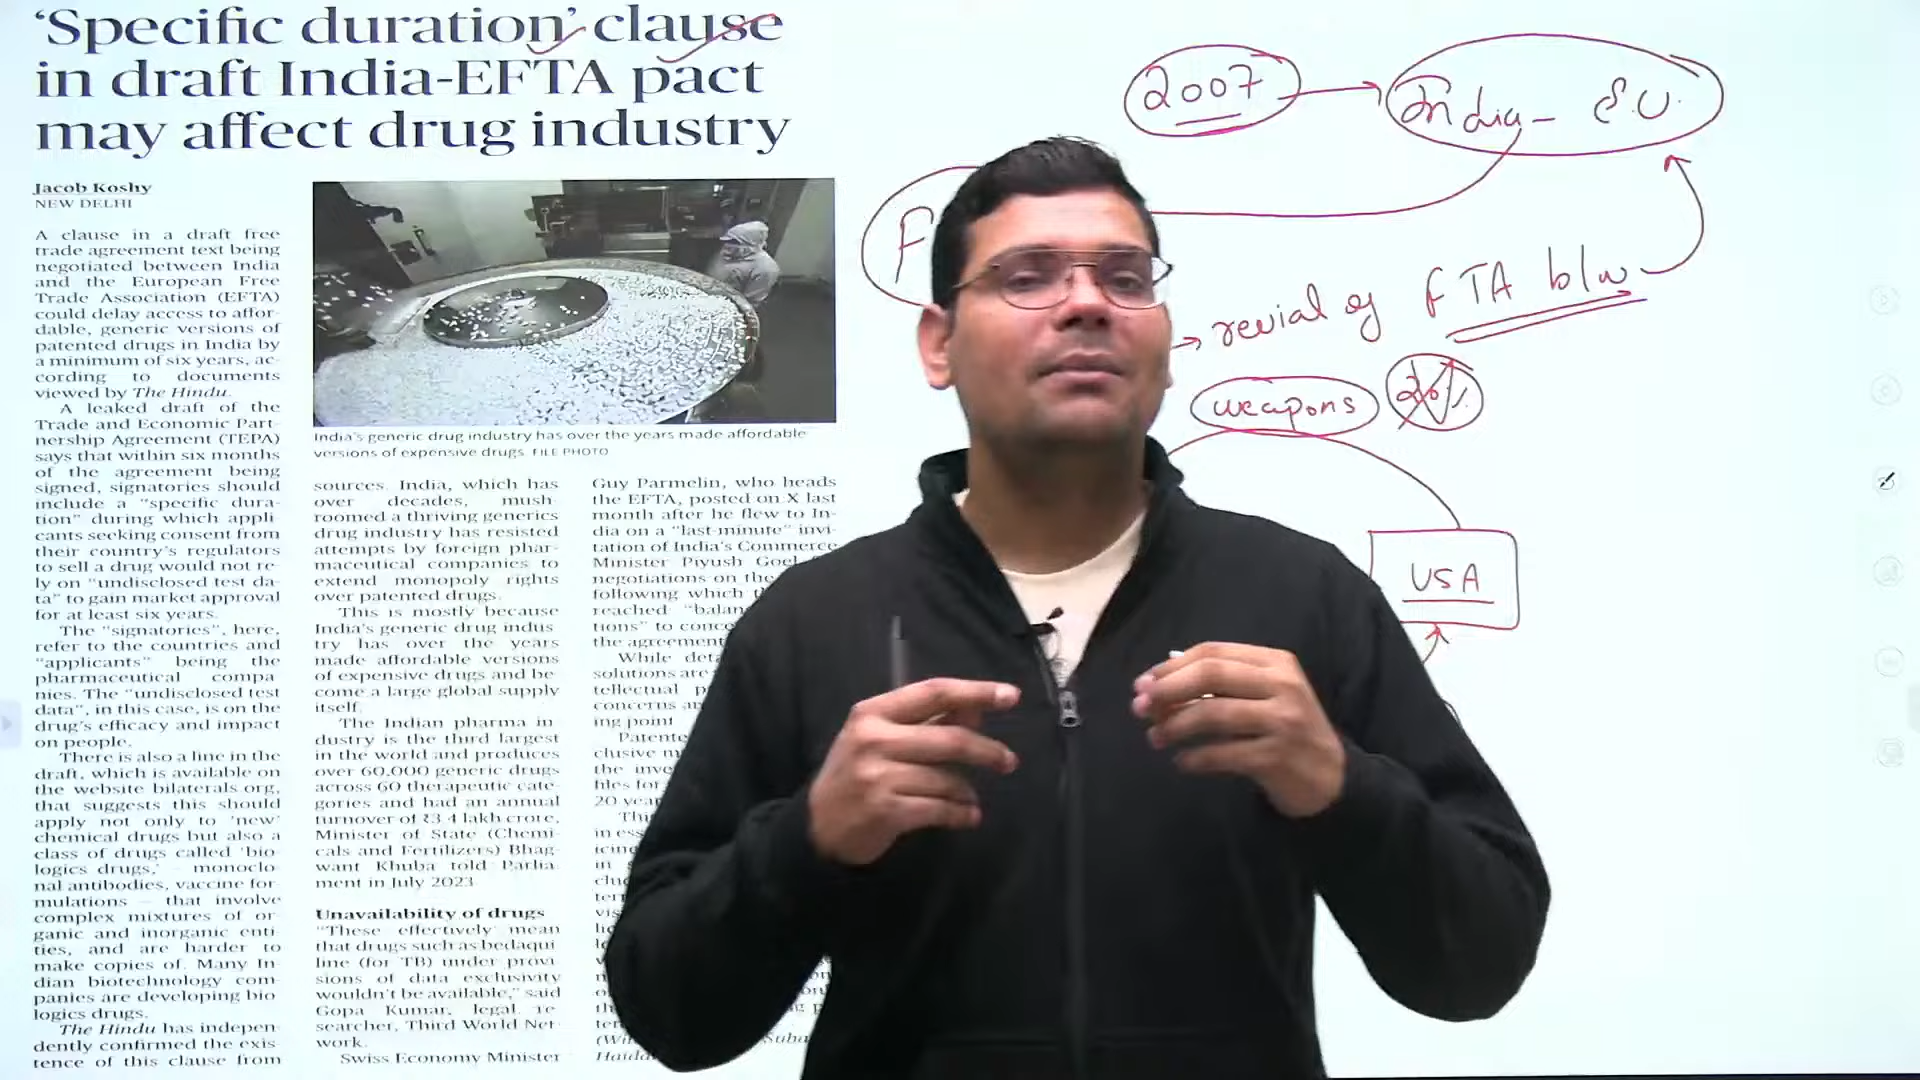 ‘Specific duration’ clause
in draft India-EFTA pact
may affect drug industry
Jacob Koshy
NEW DELHI
A clause in a draft free
trade agreement text being
negotiated between India
and the European Free
Trade Association (EFTA)
could delay access to affor-
dable, generic versions of
patented drugs in India by
a minimum of six years, ac-
cording to documents
viewed by The Hindu.
A leaked draft of the
Trade and Economic Part-
nership Agreement (TEPA)
says that within six months
of the agreement being
signed, signatories should
include a “specific dura-
tion” during which appli-
cants seeking consent from
their country’s regulators
to sell a drug would not re-
ly on “undisclosed test da-
ta” to gain market approval
for at least six years.
The “signatories”, here,
refer to the countries and
“applicants” being the
pharmaceutical compa
nies. The “undisclosed test
data”, in this case, is on the
drug’s efficacy and impact
on people.
There is also a line in the
draft, which is available on
the website bilaterals org,
that suggests this should
apply not only to ‘new’
chemical drugs but also a
class of drugs called ‘bio-
logics drugs,’ – monoclo
nal antibodies, vaccine for
mulations – that involve
complex mixtures of or-
ganic and inorganic enti
ties, and are harder to
make copies of. Many In-
dian biotechnology com
panies are developing bio
logics drugs.
The Hindu has indepen-
dently confirmed the exis-
tence of this clause from
India’s generic drug industry has over the years made affordable
versions of expensive drugs FILE PHOTO
sources. India, which has
over decades, mush-
roomed a thriving generics
drug industry has resisted
attempts by foreign phar-
maceutical companies to
extend monopoly rights
over patented drugs.
This is mostly because
India’s generic drug indus
try has over the years
made affordable versions
of expensive drugs and be-
come a large global supply
itself.
The Indian pharma in
dustry is the third largest
in the world and produces
over 60,000 generic drugs
across 60 therapeutic cate-
gories and had an annual
turnover of ₹3 4 lakh crore,
Minister of State (Chemi-
cals and Fertilizers) Bhag-
want Khuba told Parlia-
ment in July 2023
Unavailability of drugs
“These effectively mean
that drugs such as bedaqui
line (for TB) under provi
sions of data exclusivity
wouldn’t be available,” said
Gopa Kumar, legal re-
searcher, Third World Net-
work.
Swiss Economy Minister
Guy Parmelin, who heads
the EFTA, posted on X last
month after he flew to In-
dia on a “last-minute” invi-
tation of India’s Commerce
Minister Piyush Goel
negotiations on the
following which
reached “balan
tions” to conc
the agreement
While deta
solutions are
tellectual p
concerns a
ing point
Patente
clusive m
the inve
files for
20 yea
2007 → India - E.U.
F
→ revial of FTA b/w
weapons
USA